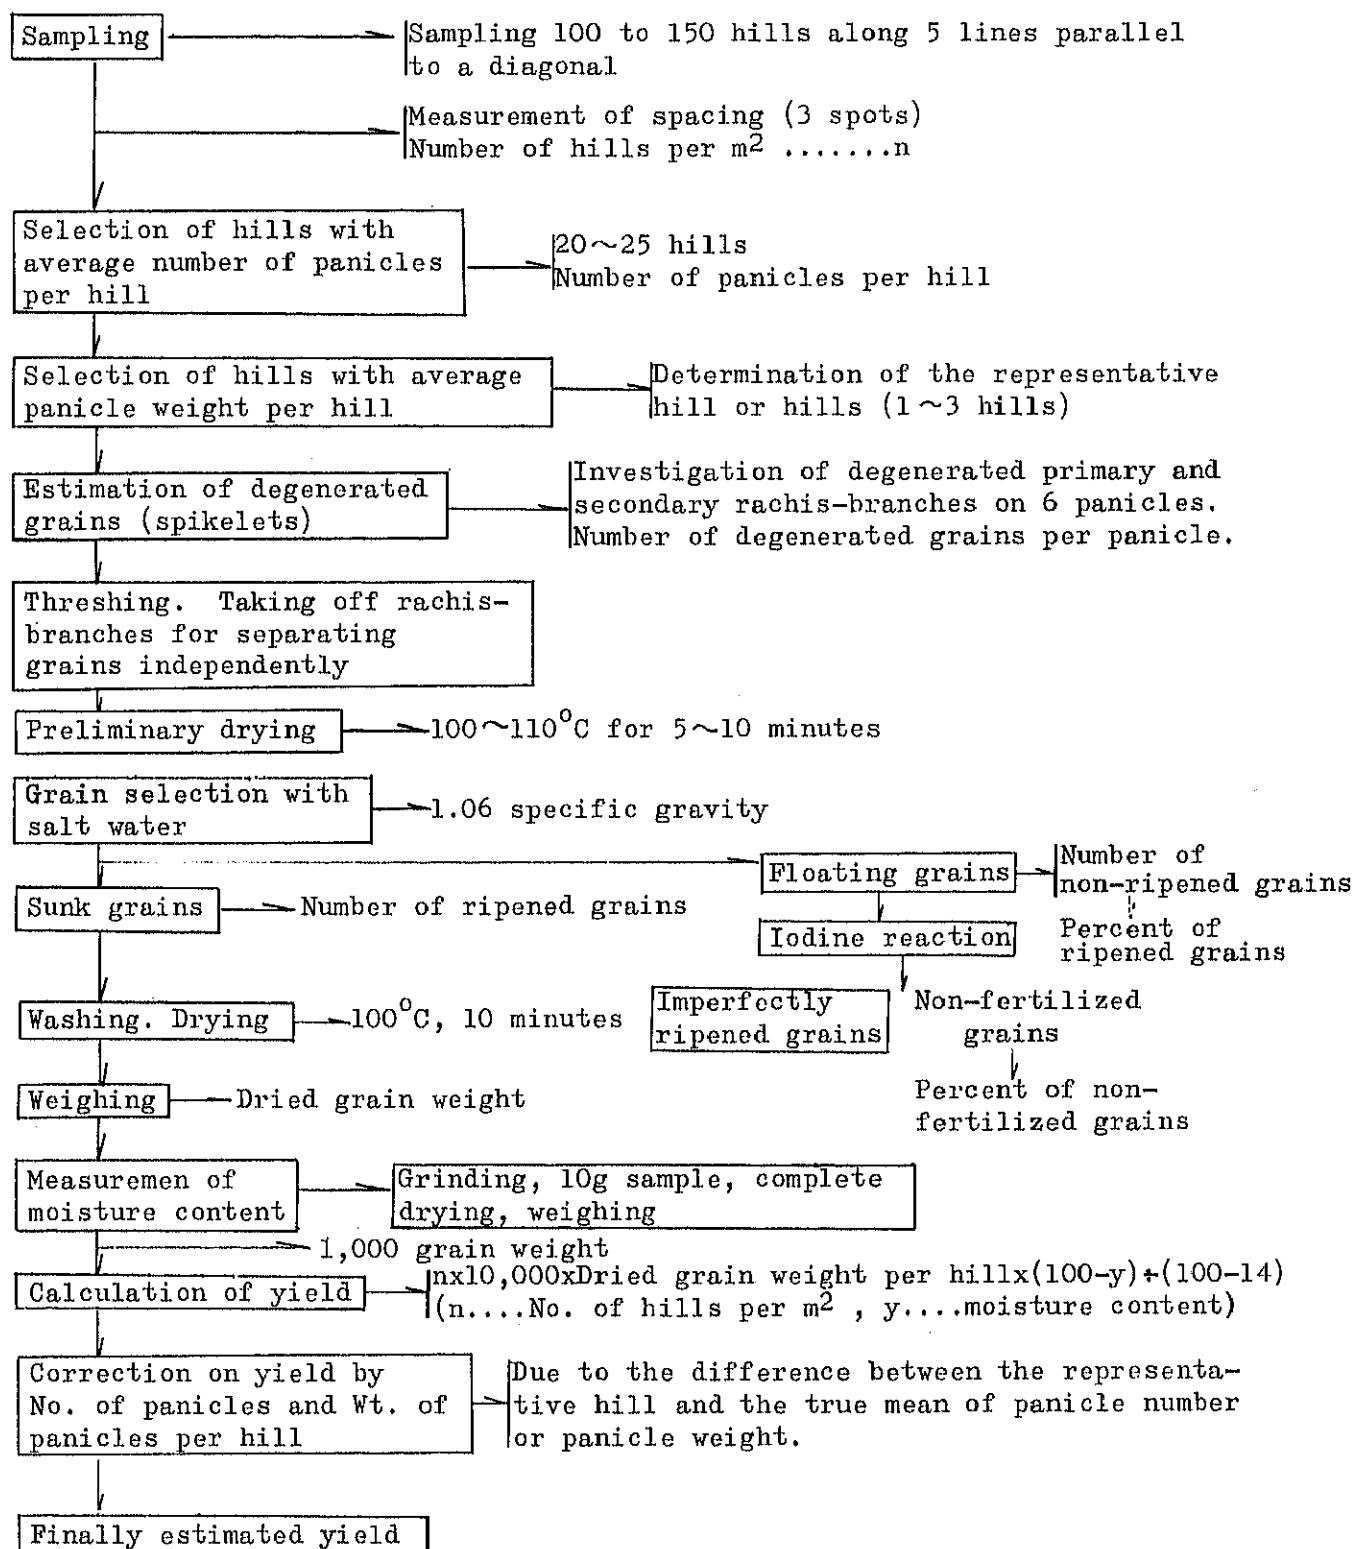 Sampling
Sampling 100 to 150 hills along 5 lines parallel
to a diagonal
Measurement of spacing (3 spots)
Number of hills per m² .......n
Selection of hills with
average number of panicles
per hill
20~25 hills
Number of panicles per hill
Selection of hills with average
panicle weight per hill
Determination of the representative
hill or hills (1~3 hills)
Estimation of degenerated
grains (spikelets)
Investigation of degenerated primary and
secondary rachis-branches on 6 panicles.
Number of degenerated grains per panicle.
Threshing. Taking off rachis-
branches for separating
grains independently
Preliminary drying
100~110°C for 5~10 minutes
Grain selection with
salt water
1.06 specific gravity
Floating grains
Number of
non-ripened grains
Percent of
ripened grains
Sunk grains
Number of ripened grains
Iodine reaction
Imperfectly
ripened grains
Non-fertilized
grains
Percent of non-
fertilized grains
Washing. Drying
100°C, 10 minutes
Weighing
Dried grain weight
Measuremen of
moisture content
Grinding, 10g sample, complete
drying, weighing
1,000 grain weight
Calculation of yield
nx10,000xDried grain weight per hillx(100-y)÷(100-14)
(n....No. of hills per m² , y....moisture content)
Correction on yield by
No. of panicles and Wt. of
panicles per hill
Due to the difference between the representa-
tive hill and the true mean of panicle number
or panicle weight.
Finally estimated yield